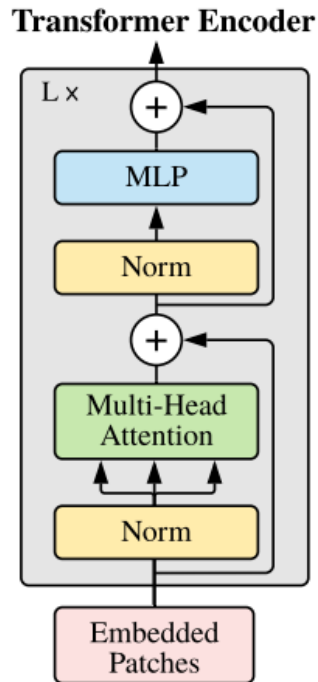 Transformer Encoder
L ×
+
MLP
Norm
+
Multi-Head
Attention
Norm
Embedded
Patches